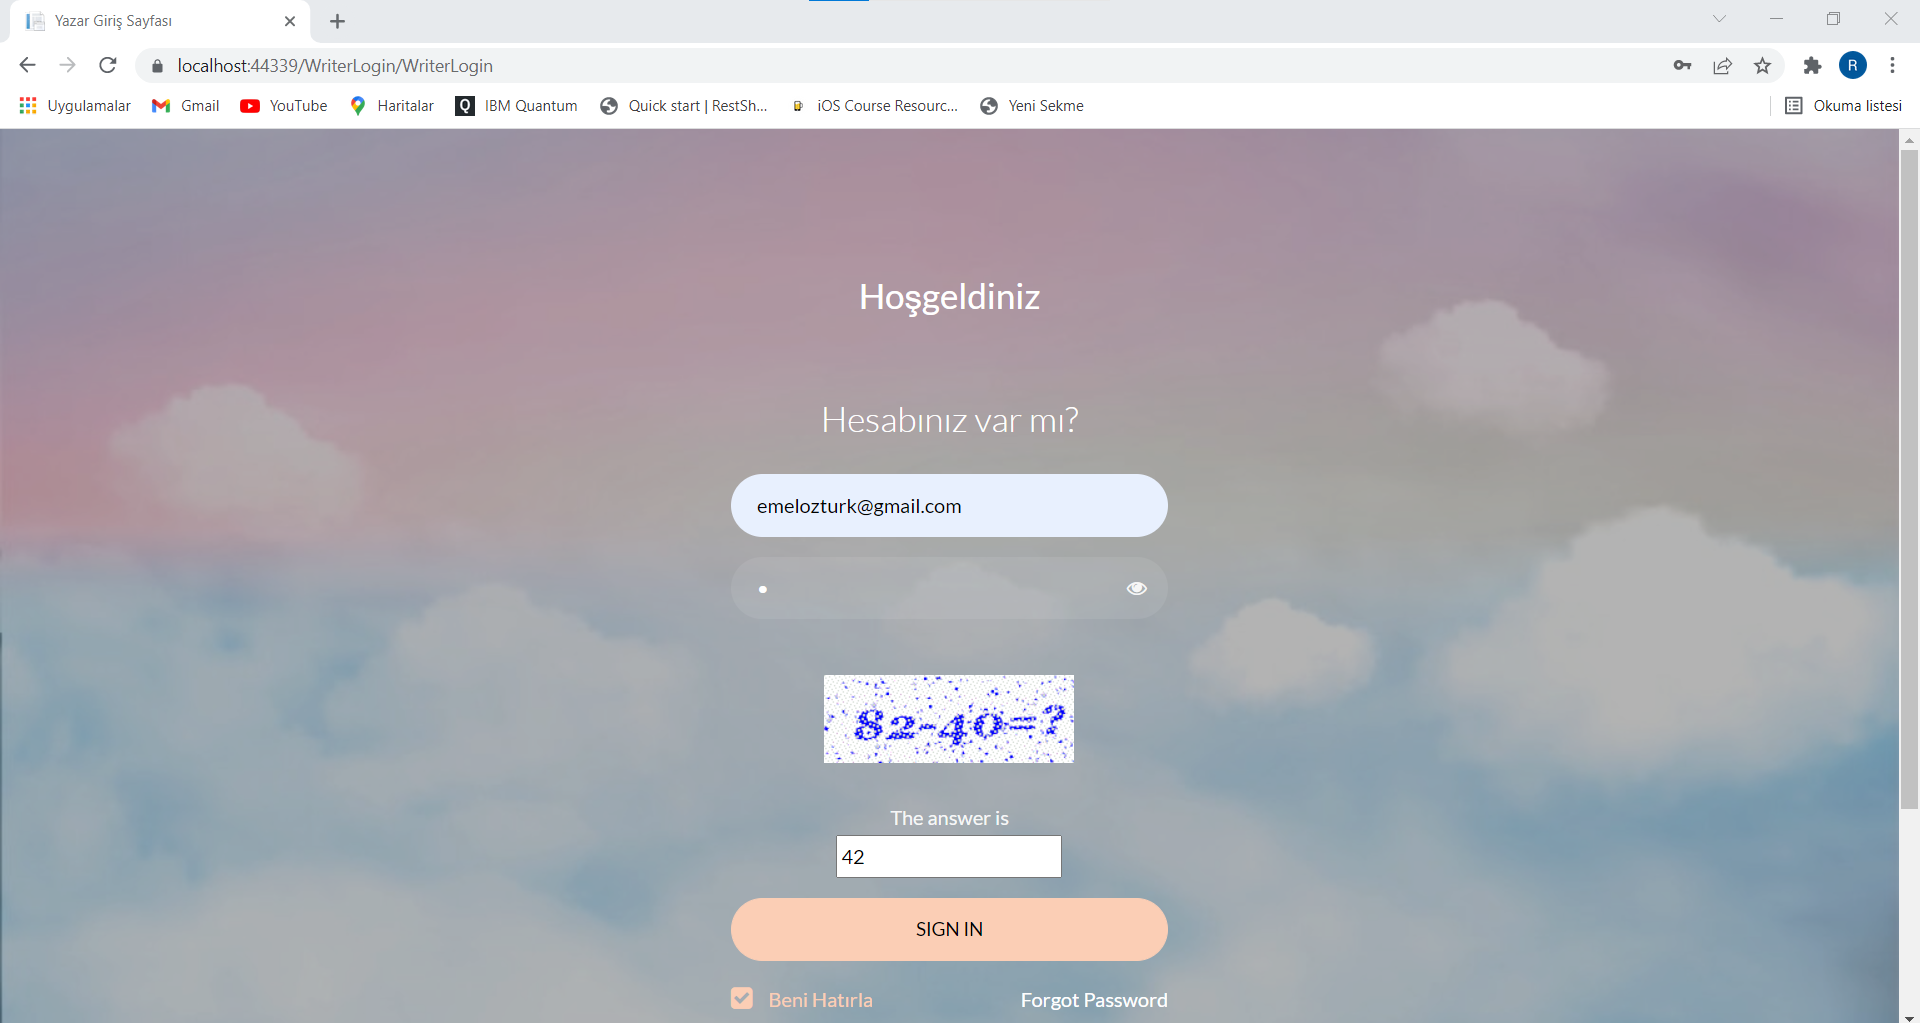 Yazar Giriş Sayfası
localhost:44339/WriterLogin/WriterLogin
R
Uygulamalar Gmail YouTube Haritalar Q IBM Quantum Quick start | RestSh... iOS Course Resourc... Yeni Sekme Okuma listesi
Hoşgeldiniz
Hesabınız var mı?
emelozturk@gmail.com
82-40=?
The answer is
42
SIGN IN
Beni Hatırla Forgot Password